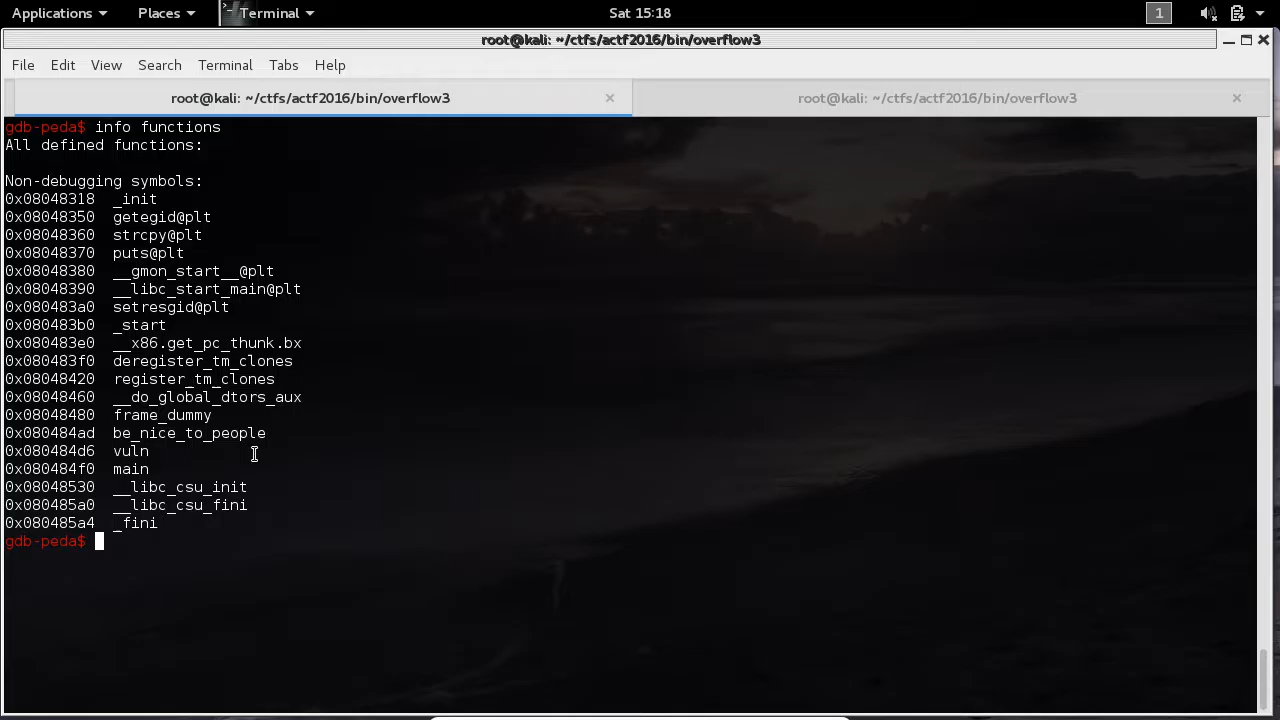 Applications Places Terminal Sat 15:18 1
root@kali: ~/ctfs/actf2016/bin/overflow3
File Edit View Search Terminal Tabs Help
root@kali: ~/ctfs/actf2016/bin/overflow3 × root@kali: ~/ctfs/actf2016/bin/overflow3 ×
gdb-peda$ info functions
All defined functions:
Non-debugging symbols:
0x08048318 _init
0x08048350 getegid@plt
0x08048360 strcpy@plt
0x08048370 puts@plt
0x08048380 __gmon_start__@plt
0x08048390 __libc_start_main@plt
0x080483a0 setresgid@plt
0x080483b0 _start
0x080483e0 __x86.get_pc_thunk.bx
0x080483f0 deregister_tm_clones
0x08048420 register_tm_clones
0x08048460 __do_global_dtors_aux
0x08048480 frame_dummy
0x080484ad be_nice_to_people
0x080484d6 vuln
0x080484f0 main
0x08048530 __libc_csu_init
0x080485a0 __libc_csu_fini
0x080485a4 _fini
gdb-peda$